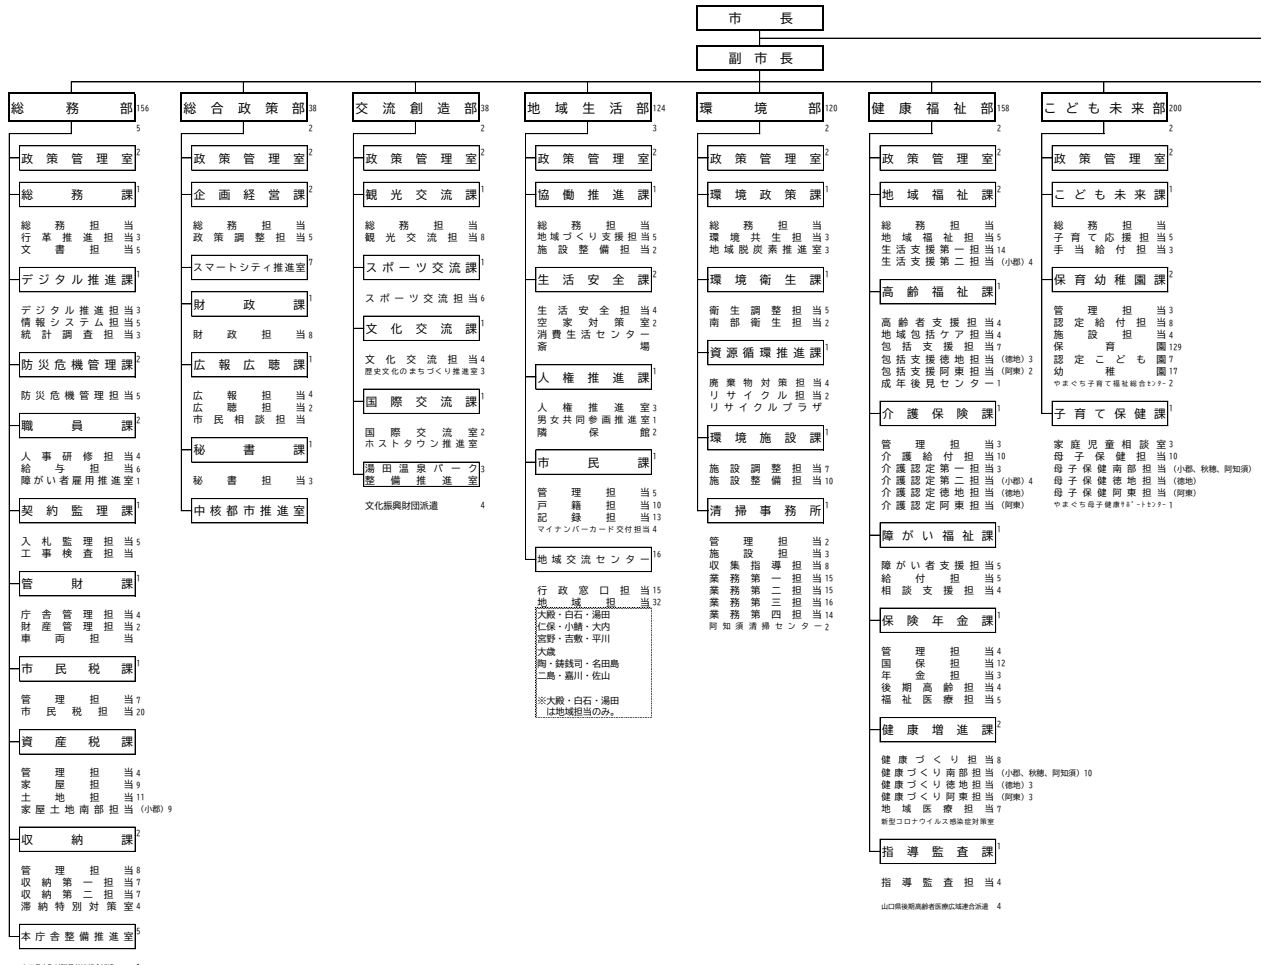 市長
副市長
総務部 156
5
政策管理室 2
総務課 1
総務担当
行革推進担当 3
文書担当 5
デジタル推進課 1
デジタル推進担当 3
情報システム担当 5
統計調査担当 3
防災危機管理課 2
防災危機管理担当 5
職員課 2
人事研修担当 4
給与担当 6
障がい者雇用推進室 1
契約監理課 1
入札監理担当 5
工事検査担当
管財課 1
庁舎管理担当 4
財産管理担当 2
車両担当
市民税課 1
管理担当 7
市民税担当 20
資産税課
管理担当 4
家屋担当 9
土地担当 11
家屋土地南部担当 (小郡) 9
収納課 2
管理担当 8
収納第一担当 7
収納第二担当 7
滞納特別対策室 4
本庁舎整備推進室 5
総合政策部 38
2
政策管理室 2
企画経営課 2
総務担当
政策調整担当 5
スマートシティ推進室 7
財政課 1
財政担当 8
広報広聴課 1
広報担当 4
広聴担当 2
市民相談担当
秘書課 1
秘書担当 3
中核都市推進室
交流創造部 38
2
政策管理室 2
観光交流課 1
総務担当
観光交流担当 8
スポーツ交流課 1
スポーツ交流担当 6
文化交流課 1
文化交流担当 4
歴史文化のまちづくり推進室 3
国際交流課 1
国際交流室 2
ホストタウン推進室
湯田温泉パーク 3
整備推進室
文化振興財団派遣 4
地域生活部 124
3
政策管理室 2
協働推進課 1
総務担当
地域づくり支援担当 5
施設整備担当 2
生活安全課 2
生活安全担当 4
空家対策室 2
消費生活センター
斎場
人権推進課 1
人権推進室 3
男女共同参画推進室 1
隣保館 2
市民課 1
管理担当 5
戸籍担当 10
記録担当 13
マイナンバーカード交付担当 4
地域交流センター 16
行政窓口担当 15
地域担当 32
大殿・白石・湯田
仁保・小鯖・大内
宮野・吉敷・平川
大歳
陶・鋳銭司・名田島
二島・嘉川・佐山
※大殿・白石・湯田
は地域担当のみ。
環境部 120
2
政策管理室 2
環境政策課 1
総務担当
環境共生担当 3
地域脱炭素推進室 3
環境衛生課 1
衛生調整担当 5
南部衛生担当 2
資源循環推進課 1
廃棄物対策担当 4
リサイクル担当 2
リサイクルプラザ
環境施設課 1
施設調整担当 7
施設整備担当 10
清掃事務所 1
管理担当 2
施設担当 3
収集指導担当 8
業務第一担当 15
業務第二担当 15
業務第三担当 16
業務第四担当 14
阿知須清掃センター 2
健康福祉部 158
2
政策管理室 2
地域福祉課 2
総務担当
地域福祉担当 5
生活支援第一担当 14
生活支援第二担当 (小郡) 4
高齢福祉課 1
高齢者支援担当 4
地域包括ケア担当 4
包括支援担当 7
包括支援徳地担当 (徳地) 3
包括支援阿東担当 (阿東) 2
成年後見センター 1
介護保険課 1
管理担当 3
介護給付担当 10
介護認定第一担当 3
介護認定第二担当 (小郡) 4
介護認定徳地担当 (徳地)
介護認定阿東担当 (阿東)
障がい福祉課 1
障がい者支援担当 5
給付担当 5
相談支援担当 4
保険年金課 1
管理担当 4
国保担当 12
年金担当 3
後期高齢担当 4
福祉医療担当 5
健康増進課 2
健康づくり担当 8
健康づくり南部担当 (小郡、秋穂、阿知須) 10
健康づくり徳地担当 (徳地) 3
健康づくり阿東担当 (阿東) 3
地域医療担当 7
新型コロナウイルス感染症対策室
指導監査課 1
指導監査担当 4
山口県後期高齢者医療広域連合派遣 4
こども未来部 200
2
政策管理室 2
こども未来課 1
総務担当
子育て応援担当 5
手当給付担当 3
保育幼稚園課 2
管理担当 3
認定給付担当 8
施設担当 4
保育園 129
認定こども園 7
幼稚園 17
やまぐち子育て福祉総合センター 2
子育て保健課 1
家庭児童相談室 3
母子保健担当 10
母子保健南部担当 (小郡、秋穂、阿知須)
母子保健徳地担当 (徳地)
母子保健阿東担当 (阿東)
やまぐち母子健康サポートセンター 1